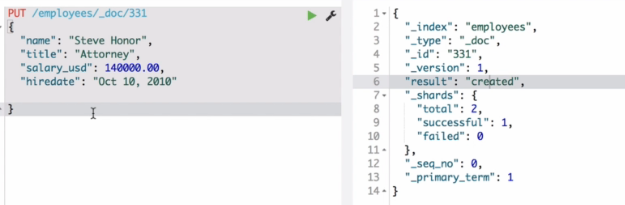 PUT /employees/_doc/331
{
"name": "Steve Honor",
"title": "Attorney",
"salary_usd": 140000.00,
"hiredate": "Oct 10, 2010"
}
1 {
2 "_index": "employees",
3 "_type": "_doc",
4 "_id": "331",
5 "_version": 1,
6 "result": "created",
7 "_shards": {
8 "total": 2,
9 "successful": 1,
10 "failed": 0
11 },
12 "_seq_no": 0,
13 "_primary_term": 1
14 }